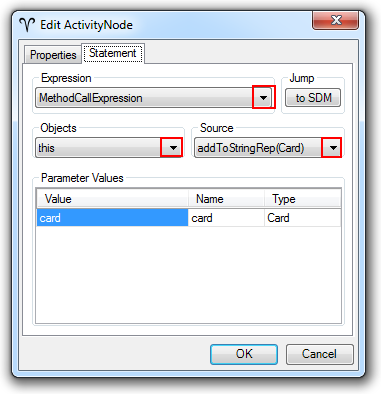 Edit ActivityNode
Properties Statement
Expression Jump
MethodCallExpression to SDM
Objects Source
this addToStringRep(Card)
Parameter Values
Value Name Type
card card Card
OK Cancel